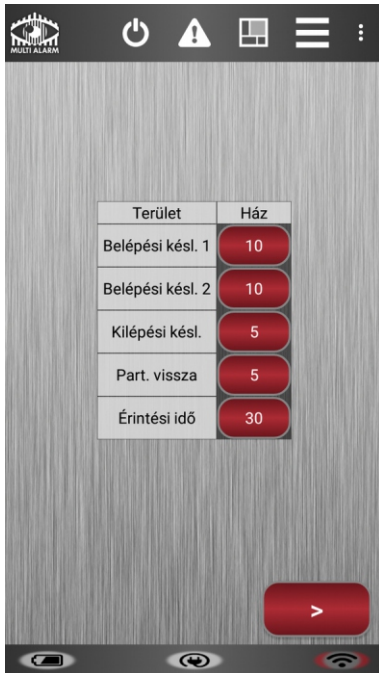 MULTI ALARM
Terület Ház
Belépési késl. 1 10
Belépési késl. 2 10
Kilépési késl. 5
Part. vissza 5
Érintési idő 30
>